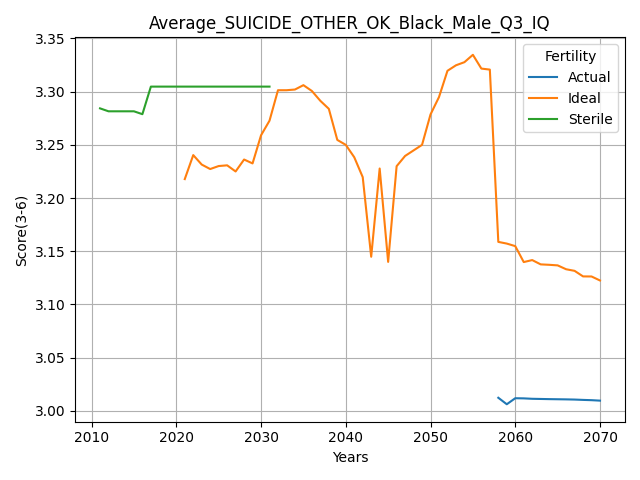 Average_SUICIDE_OTHER_OK_Black_Male_Q3_IQ
Score(3-6)
3.35
3.30
3.25
3.20
3.15
3.10
3.05
3.00
Fertility
Actual
Ideal
Sterile
2010
2020
2030
2040
2050
2060
2070
Years